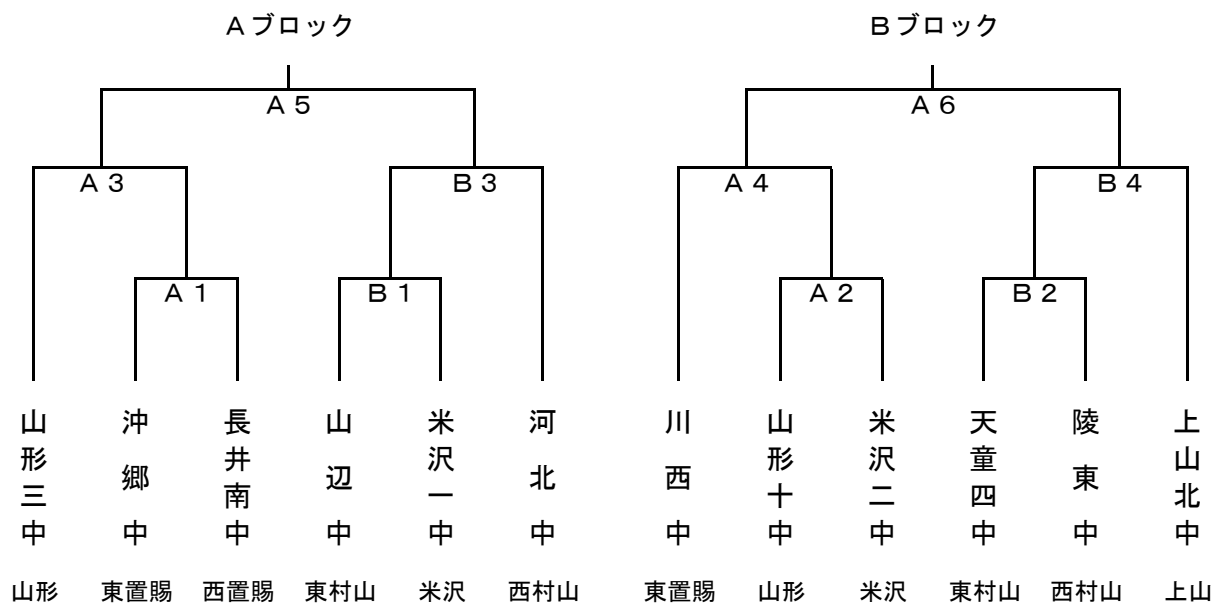 Aブロック
Bブロック
A5
A6
A3
B3
A4
B4
A1
B1
A2
B2
山形三中
沖郷中
長井南中
山辺中
米沢一中
河北中
川西中
山形十中
米沢二中
天童四中
陵東中
上山北中
山形
東置賜
西置賜
東村山
米沢
西村山
東置賜
山形
米沢
東村山
西村山
上山